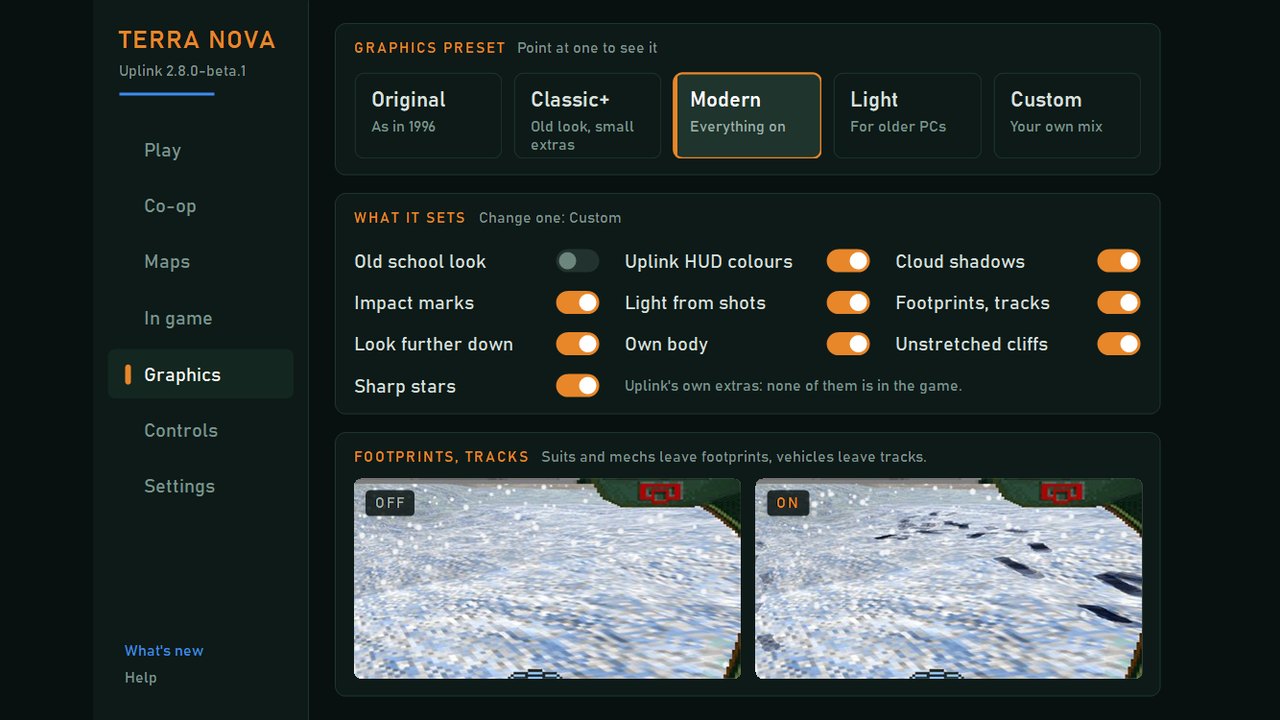 TERRA NOVA
Uplink 2.8.0-beta.1
Play
Co-op
Maps
In game
Graphics
Controls
Settings
What's new
Help
GRAPHICS PRESET Point at one to see it
Original
As in 1996
Classic+
Old look, small
extras
Modern
Everything on
Light
For older PCs
Custom
Your own mix
WHAT IT SETS Change one: Custom
Old school look
Uplink HUD colours
Cloud shadows
Impact marks
Light from shots
Footprints, tracks
Look further down
Own body
Unstretched cliffs
Sharp stars
Uplink's own extras: none of them is in the game.
FOOTPRINTS, TRACKS Suits and mechs leave footprints, vehicles leave tracks.
OFF
ON